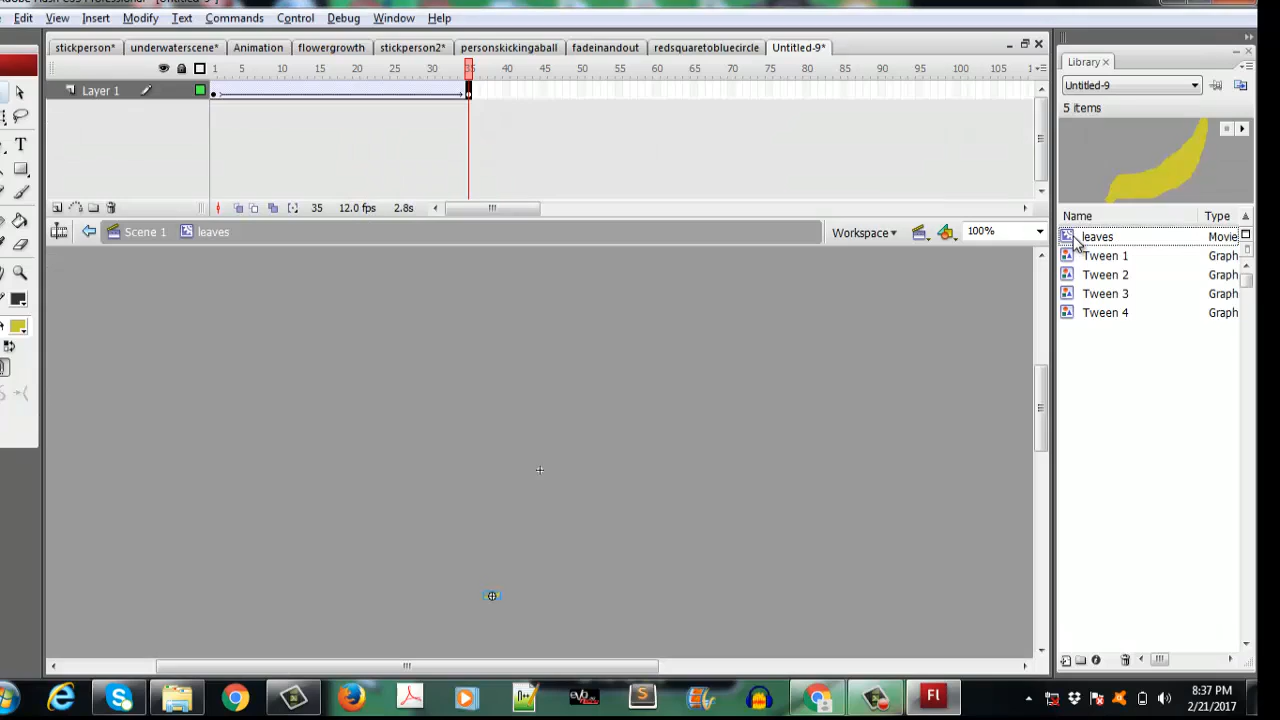 Edit View Insert Modify Text Commands Control Debug Window Help
stickperson* underwaterscene* Animation flowergrowth stickperson2* personskickingaball fadeinandout redsquaretobluecircle Untitled-9*
1 5 10 15 20 25 30 35 40 45 50 55 60 65 70 75 80 85 90 95 100 105 1
Layer 1
35 12.0 fps 2.8s
Scene 1 leaves Workspace 100%
Library
Untitled-9
5 items
Name Type
leaves Movie
Tween 1 Graph
Tween 2 Graph
Tween 3 Graph
Tween 4 Graph
Fl
8:37 PM
2/21/2017